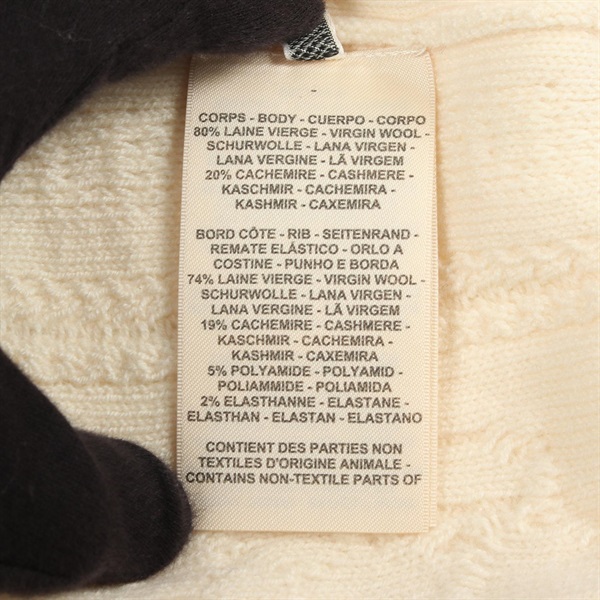 -
CORPS - BODY - CUERPO - CORPO
80% LAINE VIERGE - VIRGIN WOOL -
SCHURWOLLE - LANA VIRGEN -
LANA VERGINE - LÃ VIRGEM
20% CACHEMIRE - CASHMERE -
KASCHMIR - CACHEMIRA -
KASHMIR - CAXEMIRA
BORD CÔTE - RIB - SEITENRAND -
REMATE ELÁSTICO - ORLO A
COSTINE - PUNHO E BORDA
74% LAINE VIERGE - VIRGIN WOOL -
SCHURWOLLE - LANA VIRGEN -
LANA VERGINE - LÃ VIRGEM
19% CACHEMIRE - CASHMERE -
KASCHMIR - CACHEMIRA -
KASHMIR - CAXEMIRA
5% POLYAMIDE - POLYAMID -
POLIAMMIDE - POLIAMIDA
2% ELASTHANNE - ELASTANE -
ELASTHAN - ELASTAN - ELASTANO
CONTIENT DES PARTIES NON
TEXTILES D'ORIGINE ANIMALE -
CONTAINS NON-TEXTILE PARTS OF